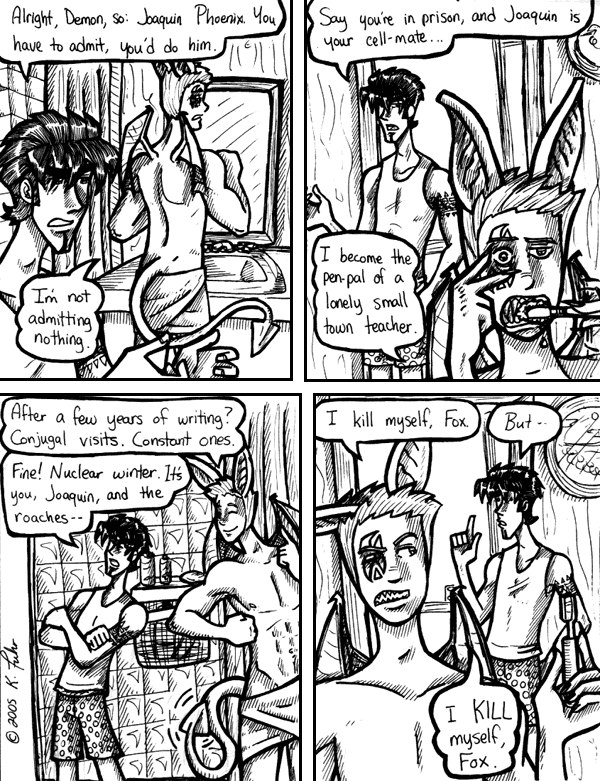 Alright, Demon, so: Joaquin Phoenix. You
have to admit, you'd do him.
I'm not
admitting
nothing.
Say you're in prison, and Joaquin is
your cell-mate...
I become the
pen-pal of a
lonely small
town teacher.
After a few years of writing?
Conjugal visits. Constant ones.
Fine! Nuclear winter. It's
you, Joaquin, and the
roaches--
I kill myself, Fox.
But--
I KILL
myself,
Fox.
© 2005 K.